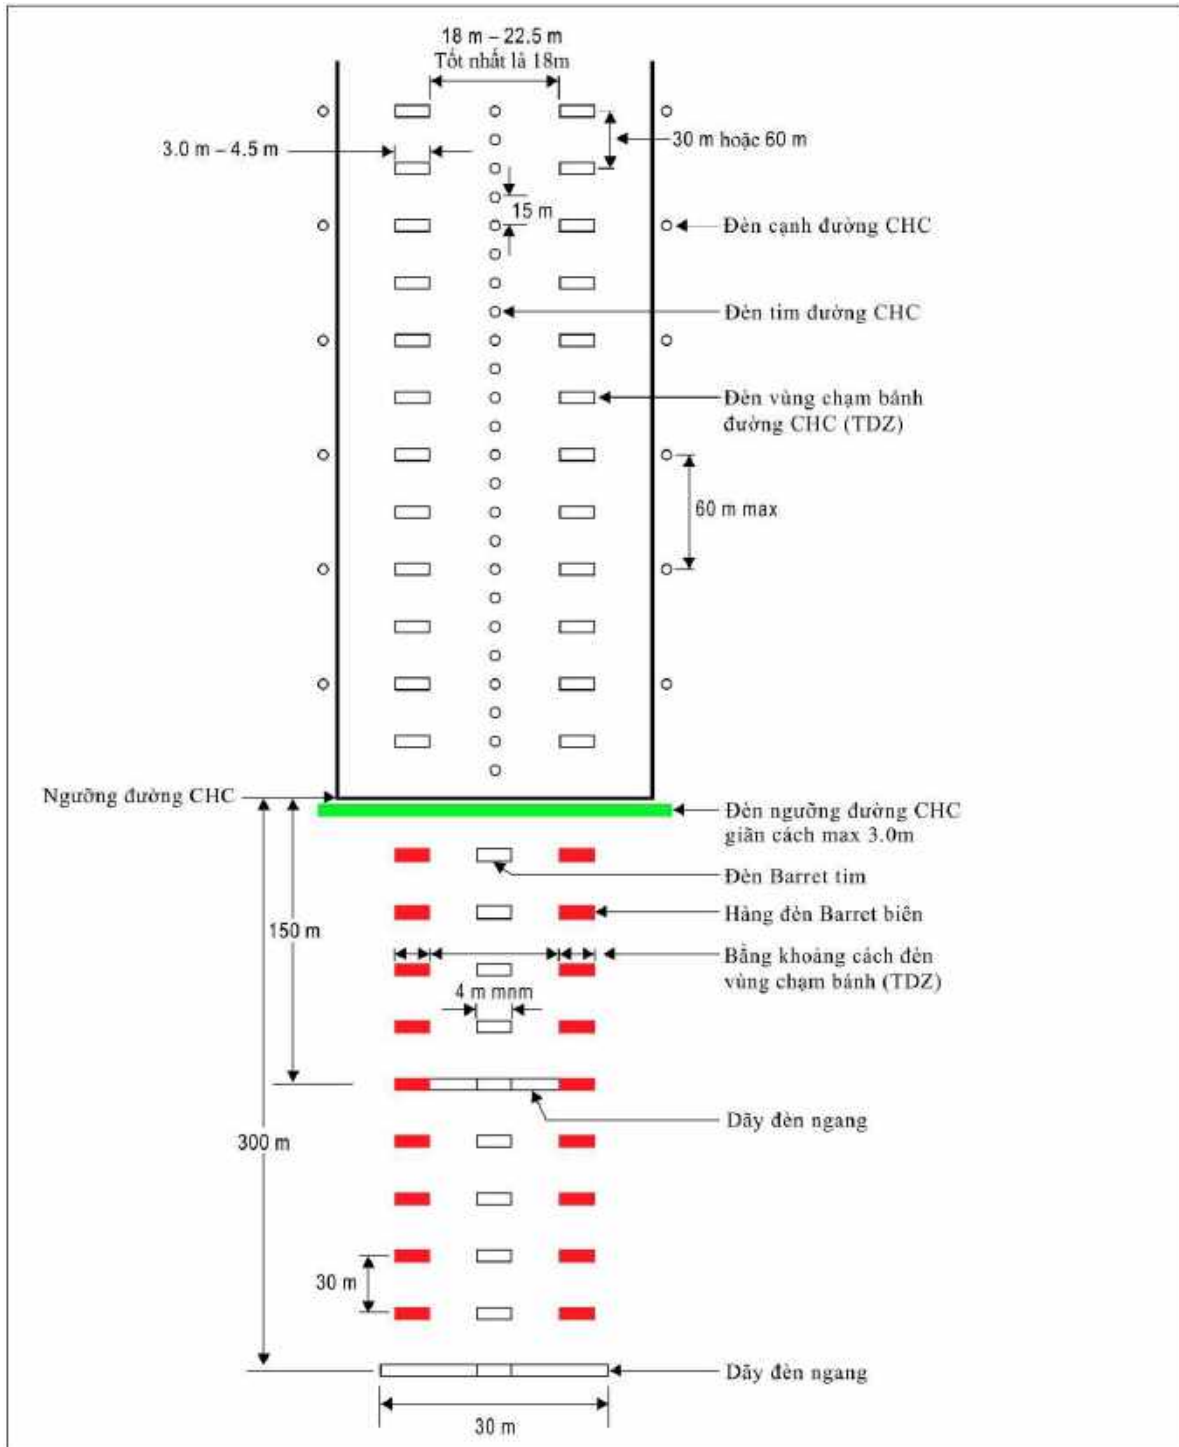 18 m – 22.5 m
Tốt nhất là 18m
3.0 m – 4.5 m
30 m hoặc 60 m
15 m
Đèn cạnh đường CHC
Đèn tim đường CHC
Đèn vùng chạm bánh
đường CHC (TDZ)
60 m max
Ngưỡng đường CHC
Đèn ngưỡng đường CHC
giãn cách max 3.0m
Đèn Barret tim
Hàng đèn Barret biên
150 m
Bằng khoảng cách đèn
vùng chạm bánh (TDZ)
4 m mnm
Dãy đèn ngang
300 m
30 m
Dãy đèn ngang
30 m